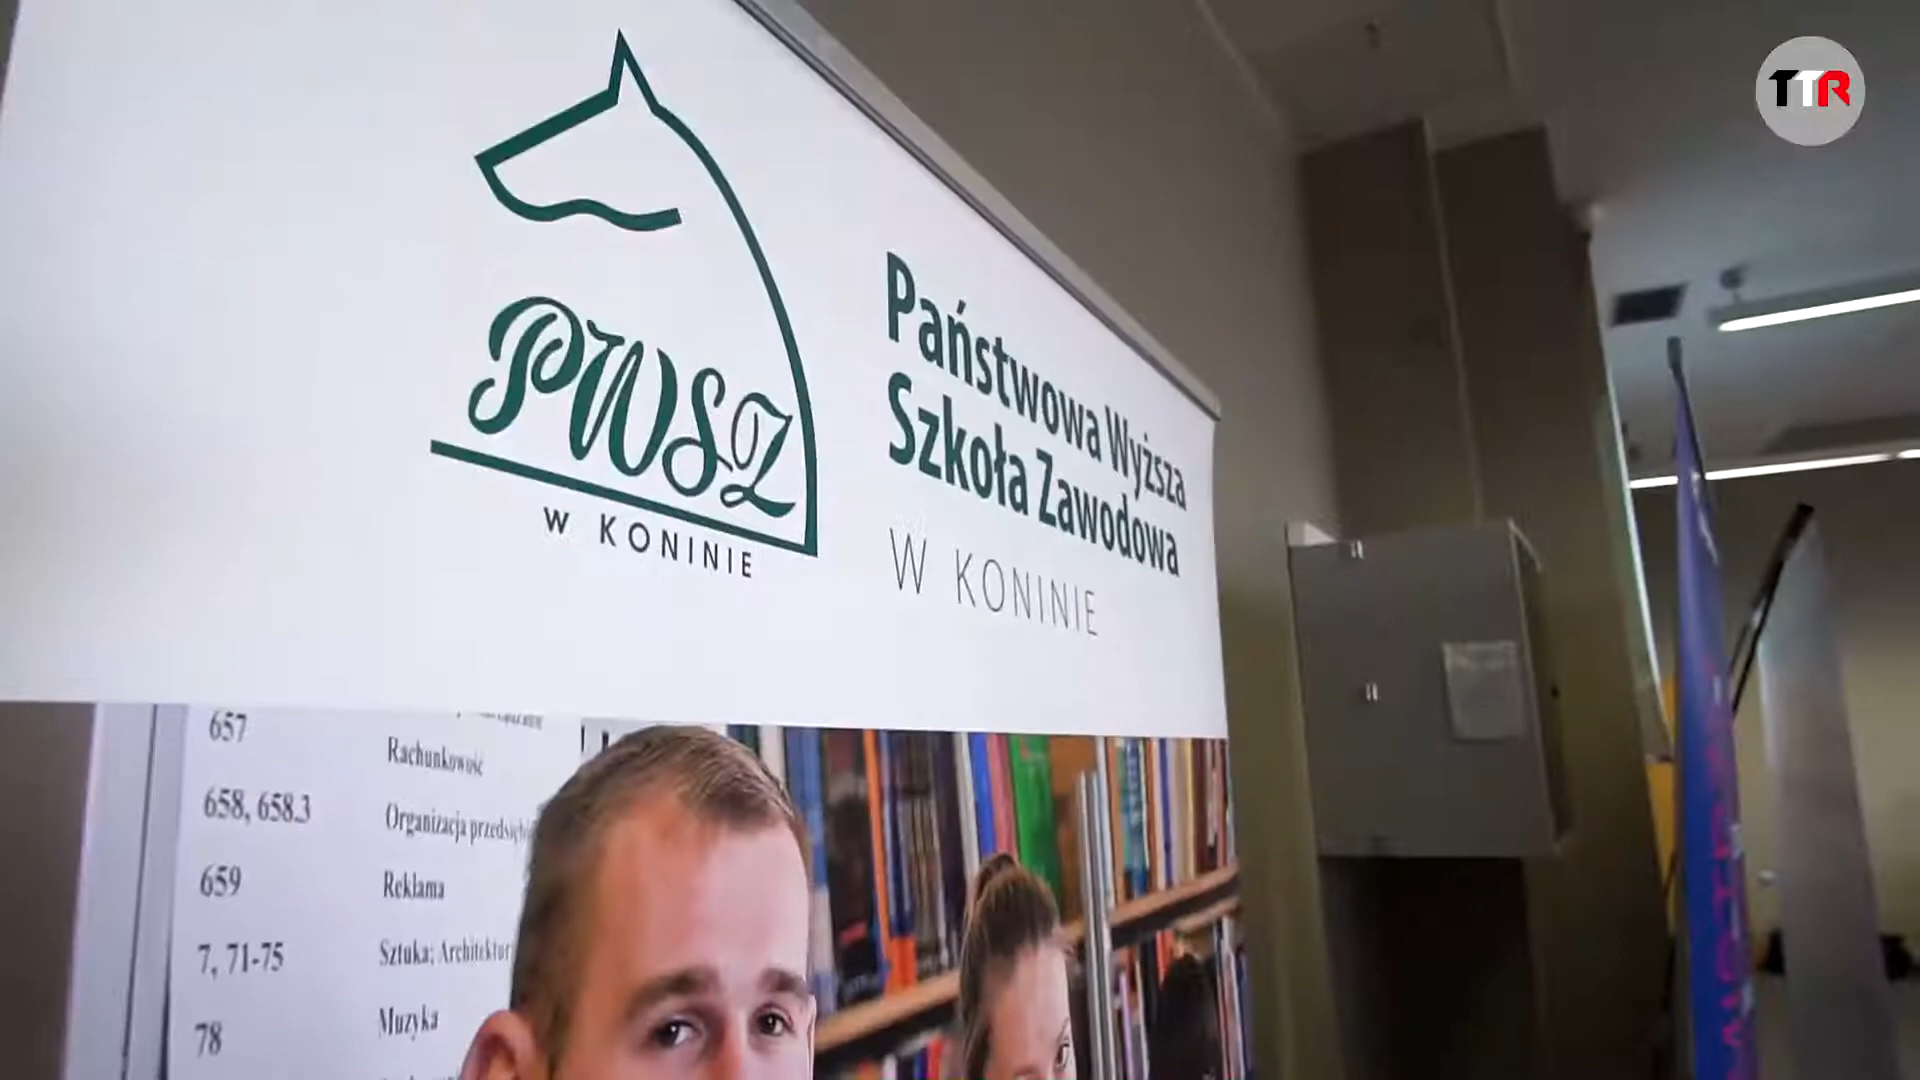 TTR
PWSZ
w KONINIE
Państwowa Wyższa
Szkoła Zawodowa
W KONINIE
657
Rachunkowość
658, 658.3
Organizacja
659
Reklama
7, 71-75
Sztuka; Architektur
78
Muzyka